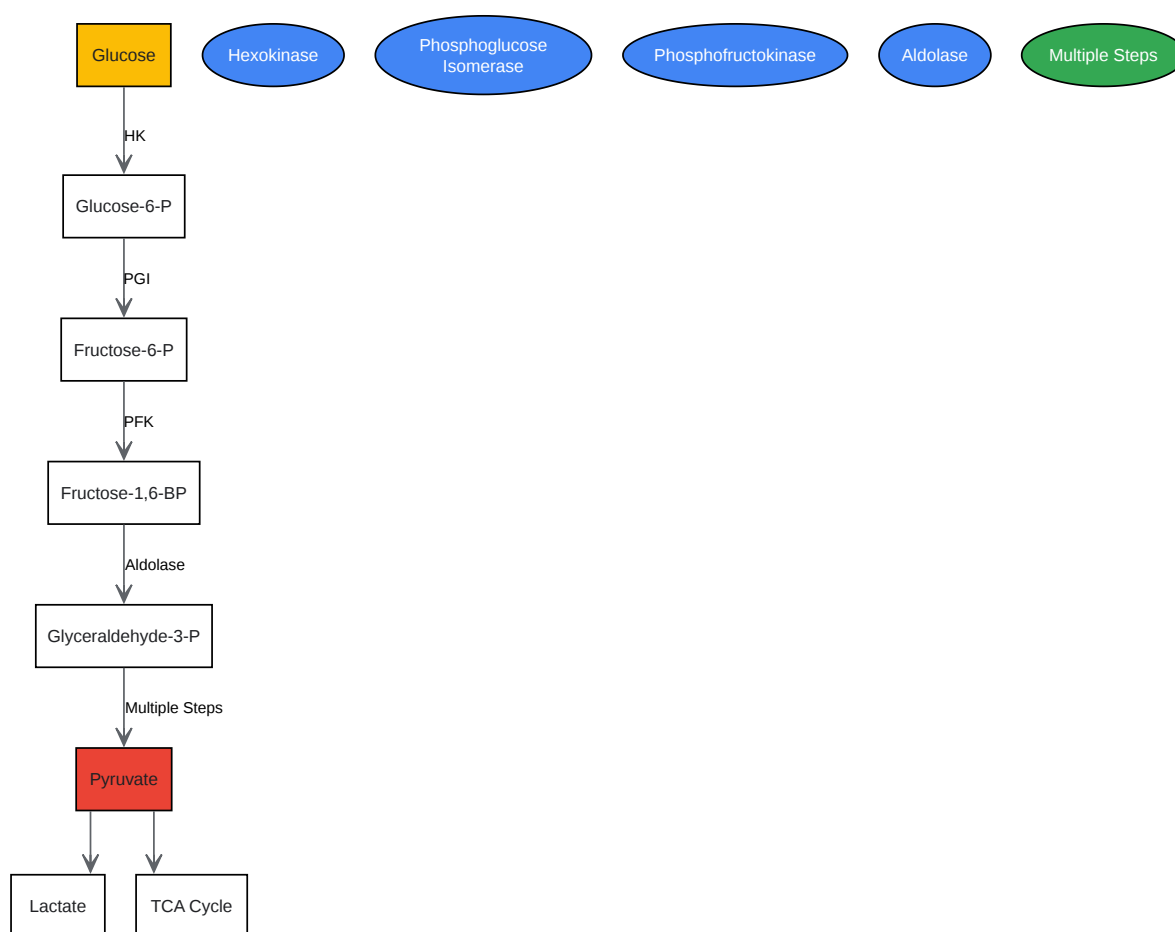 Glucose
Hexokinase
Phosphoglucose
Isomerase
Phosphofructokinase
Aldolase
Multiple Steps
HK
Glucose-6-P
PGI
Fructose-6-P
PFK
Fructose-1,6-BP
Aldolase
Glyceraldehyde-3-P
Multiple Steps
Pyruvate
Lactate
TCA Cycle